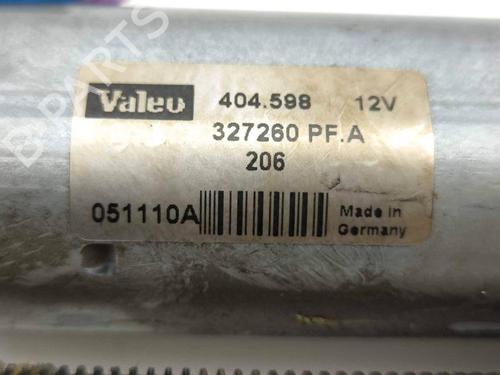 Valeo 404.598 12V
327260 PF.A
206
051110A Made in
Germany
B PARTS